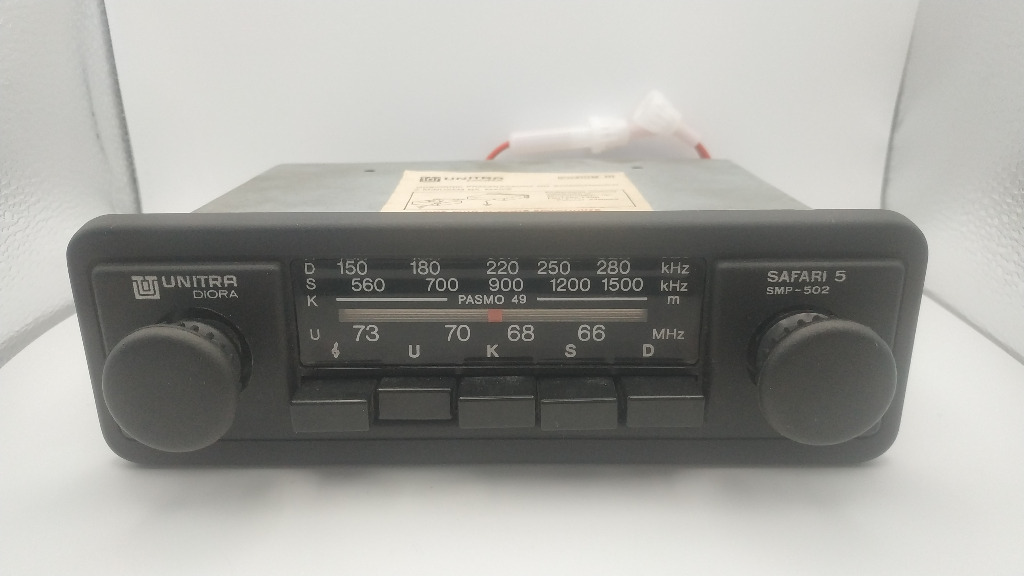 UNITRA
UNITRA
DIORA
D 150 180 220 250 280 kHz
S 560 700 900 1200 1500 kHz
K PASMO 49 m
U 73 70 68 66 MHz
U K S D
SAFARI 5
SMP-502